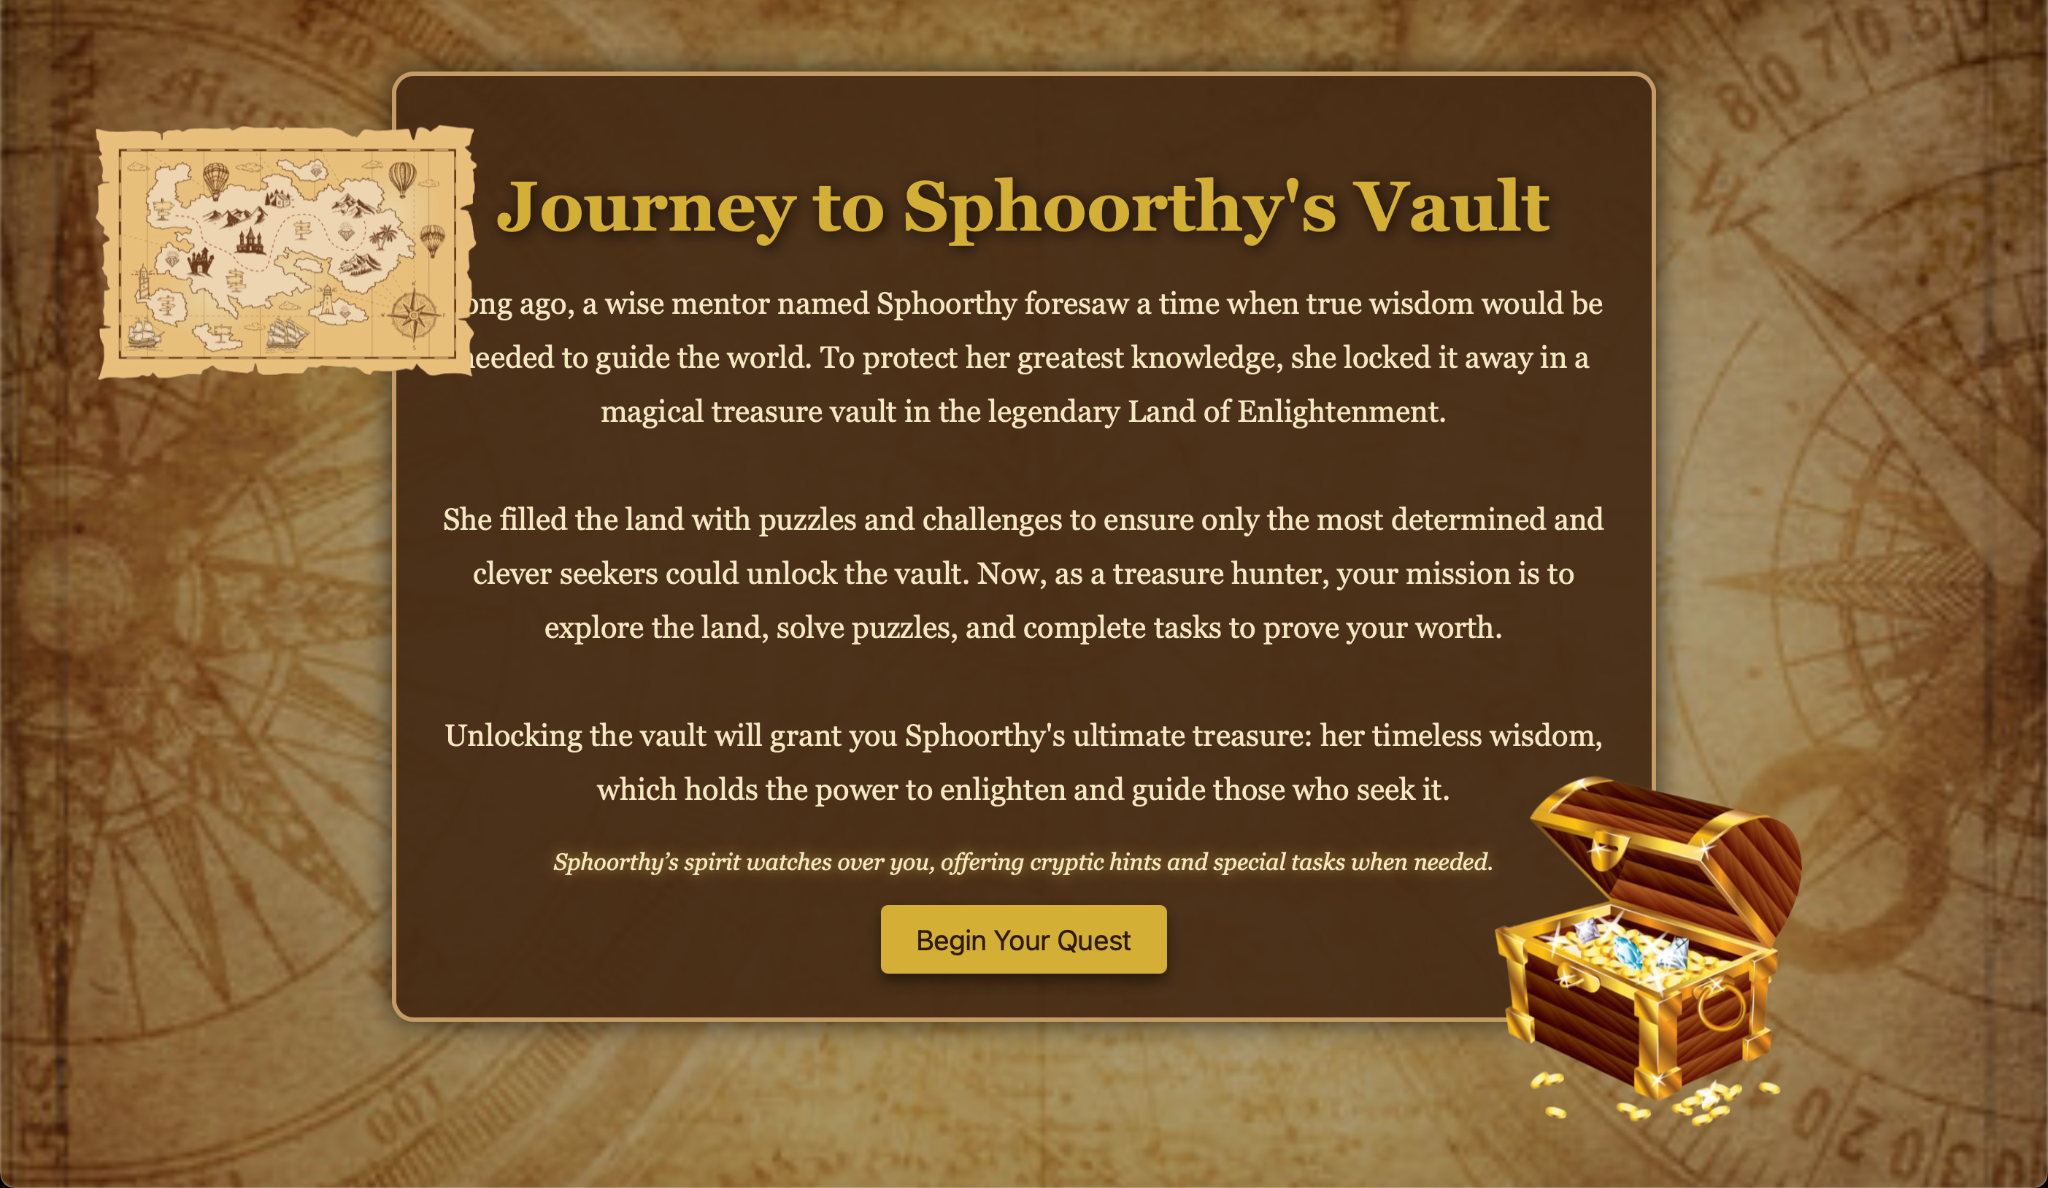 Journey to Sphoorthy's Vault
ong ago, a wise mentor named Sphoorthy foresaw a time when true wisdom would be
needed to guide the world. To protect her greatest knowledge, she locked it away in a
magical treasure vault in the legendary Land of Enlightenment.
She filled the land with puzzles and challenges to ensure only the most determined and
clever seekers could unlock the vault. Now, as a treasure hunter, your mission is to
explore the land, solve puzzles, and complete tasks to prove your worth.
Unlocking the vault will grant you Sphoorthy's ultimate treasure: her timeless wisdom,
which holds the power to enlighten and guide those who seek it.
Sphoorthy’s spirit watches over you, offering cryptic hints and special tasks when needed.
Begin Your Quest